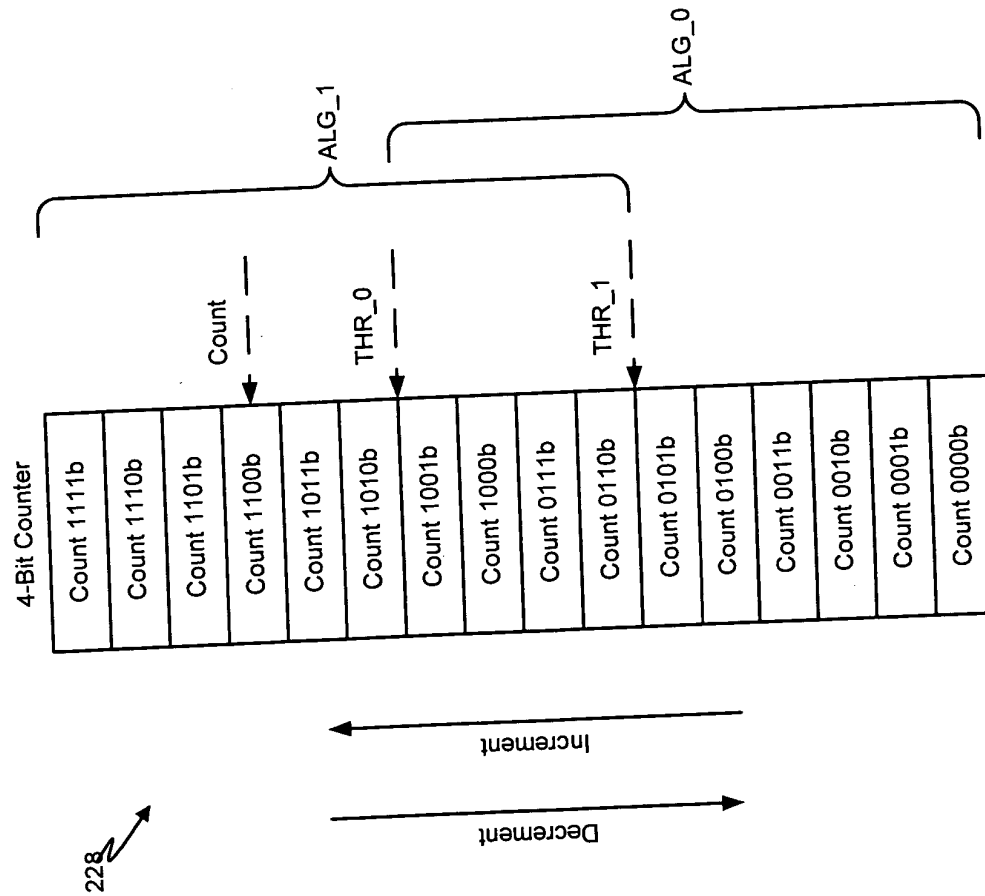 4-Bit Counter
Count 1111b
Count 1110b
Count 1101b
Count 1100b
Count 1011b
Count 1010b
Count 1001b
Count 1000b
Count 0111b
Count 0110b
Count 0101b
Count 0100b
Count 0011b
Count 0010b
Count 0001b
Count 0000b
Count
THR_0
THR_1
ALG_1
ALG_0
Increment
Decrement
228